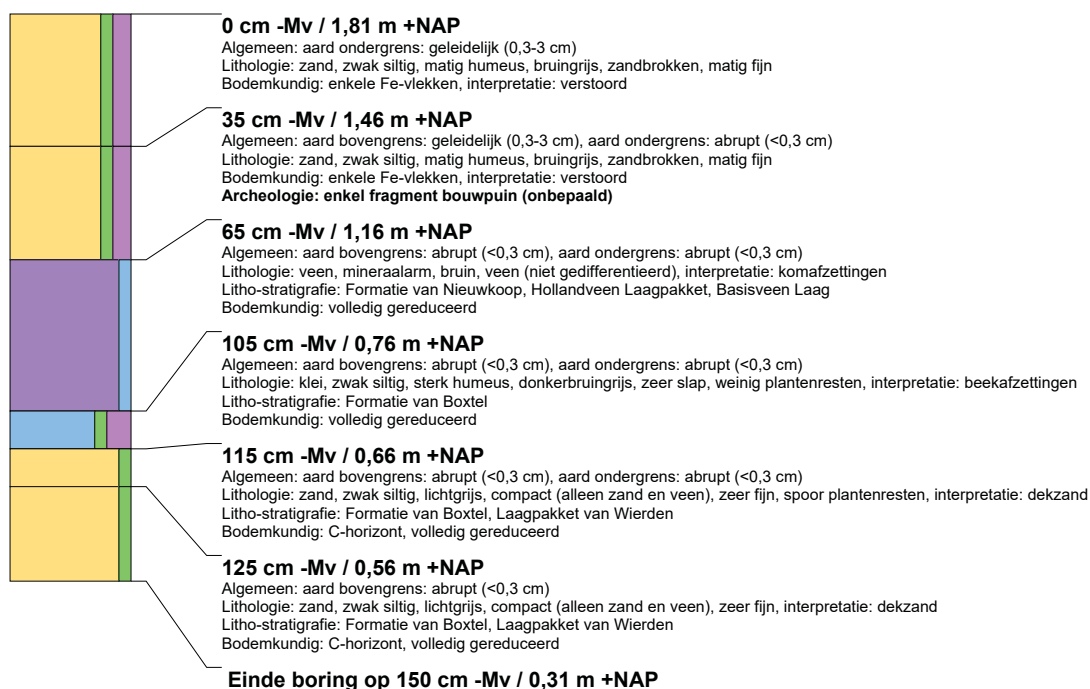 0 cm -Mv / 1,81 m +NAP
Algemeen: aard ondergrens: geleidelijk (0,3-3 cm)
Lithologie: zand, zwak siltig, matig humeus, bruingrijs, zandbrokken, matig fijn
Bodemkundig: enkele Fe-vlekken, interpretatie: verstoord
35 cm -Mv / 1,46 m +NAP
Algemeen: aard bovengrens: geleidelijk (0,3-3 cm), aard ondergrens: abrupt (<0,3 cm)
Lithologie: zand, zwak siltig, matig humeus, bruingrijs, zandbrokken, matig fijn
Bodemkundig: enkele Fe-vlekken, interpretatie: verstoord
Archeologie: enkel fragment bouwpuin (onbepaald)
65 cm -Mv / 1,16 m +NAP
Algemeen: aard bovengrens: abrupt (<0,3 cm), aard ondergrens: abrupt (<0,3 cm)
Lithologie: veen, mineraalarm, bruin, veen (niet gedifferentieerd), interpretatie: komafzettingen
Litho-stratigrafie: Formatie van Nieuwkoop, Hollandveen Laagpakket, Basisveen Laag
Bodemkundig: volledig gereduceerd
105 cm -Mv / 0,76 m +NAP
Algemeen: aard bovengrens: abrupt (<0,3 cm), aard ondergrens: abrupt (<0,3 cm)
Lithologie: klei, zwak siltig, sterk humeus, donkerbruingrijs, zeer slap, weinig plantenresten, interpretatie: beekafzettingen
Litho-stratigrafie: Formatie van Boxtel
Bodemkundig: volledig gereduceerd
115 cm -Mv / 0,66 m +NAP
Algemeen: aard bovengrens: abrupt (<0,3 cm), aard ondergrens: abrupt (<0,3 cm)
Lithologie: zand, zwak siltig, lichtgrijs, compact (alleen zand en veen), zeer fijn, spoor plantenresten, interpretatie: dekzand
Litho-stratigrafie: Formatie van Boxtel, Laagpakket van Wierden
Bodemkundig: C-horizont, volledig gereduceerd
125 cm -Mv / 0,56 m +NAP
Algemeen: aard bovengrens: abrupt (<0,3 cm)
Lithologie: zand, zwak siltig, lichtgrijs, compact (alleen zand en veen), zeer fijn, interpretatie: dekzand
Litho-stratigrafie: Formatie van Boxtel, Laagpakket van Wierden
Bodemkundig: C-horizont, volledig gereduceerd
Einde boring op 150 cm -Mv / 0,31 m +NAP